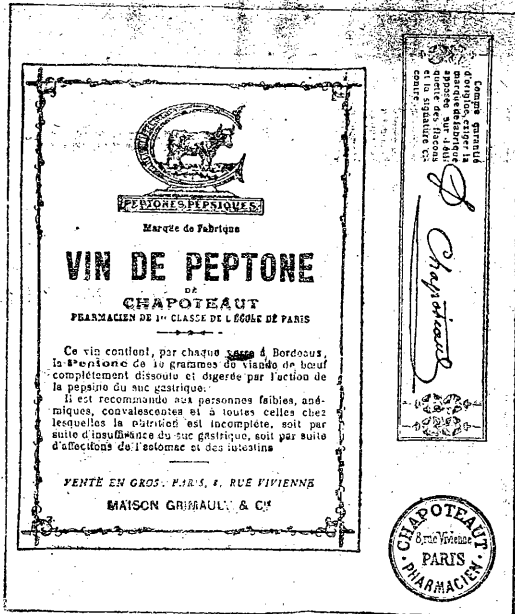 PEPTONES PEPSIQUES
Marque de Fabrique
VIN DE PEPTONE
DE
CHAPOTEAUT
PHARMACIEN DE 1re CLASSE DE L'ÉCOLE DE PARIS
Ce vin contient, par chaque verre à Bordeaux,
la Peptone de 10 grammes de viande de bœuf
complètement dissoute et digérée par l'action de
la pepsine du suc gastrique.
Il est recommandé aux personnes faibles, ané-
miques, convalescentes et à toutes celles chez
lesquelles la nutrition est incomplète, soit par
suite d'insuffisance du suc gastrique, soit par suite
d'affections de l'estomac et des intestins
VENTE EN GROS: PARIS, 8, RUE VIVIENNE
MAISON GRIMAULT & Cie
Comme garantie
d'origine, exiger la
marque de fabrique
apposée sur l'éti-
quette des flacons
et la signature ci-
contre.
Chapoteaut
CHAPOTEAUT
8, rue Vivienne
PARIS
PHARMACIEN